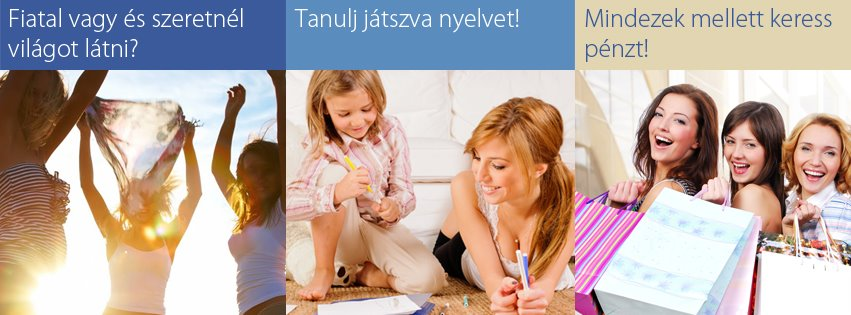 Fiatal vagy és szeretnél
világot látni?
Tanulj játszva nyelvet!
Mindezek mellett keress
pénzt!